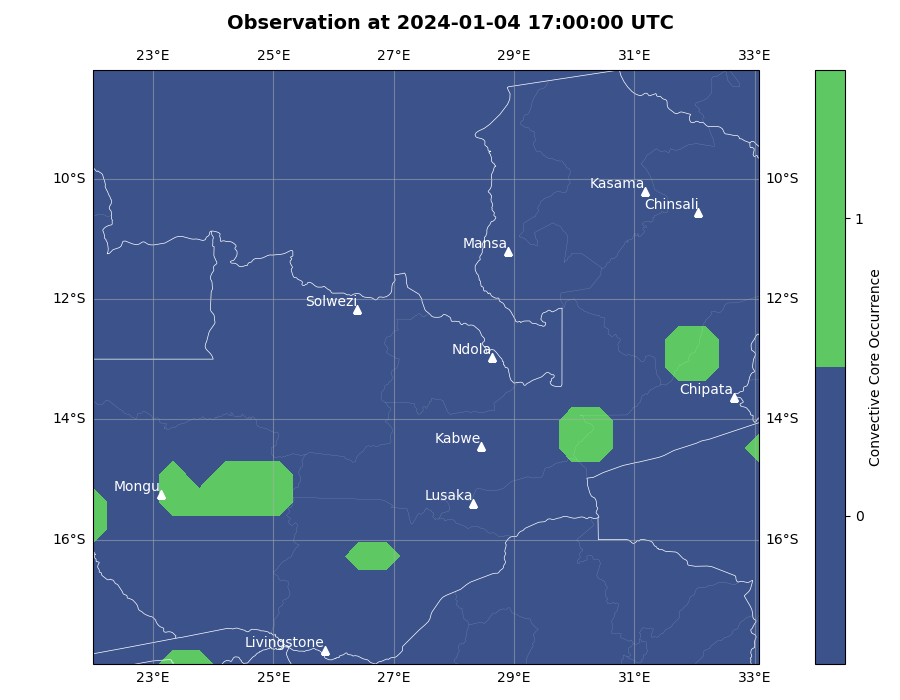 Observation at 2024-01-04 17:00:00 UTC
23°E 25°E 27°E 29°E 31°E 33°E
10°S 10°S
Kasama
Chinsali
Mansa
12°S 12°S
Solwezi
Ndola
Chipata
14°S 14°S
Kabwe
Mongu
Lusaka
16°S 16°S
Livingstone
23°E 25°E 27°E 29°E 31°E 33°E
1
0
Convective Core Occurrence